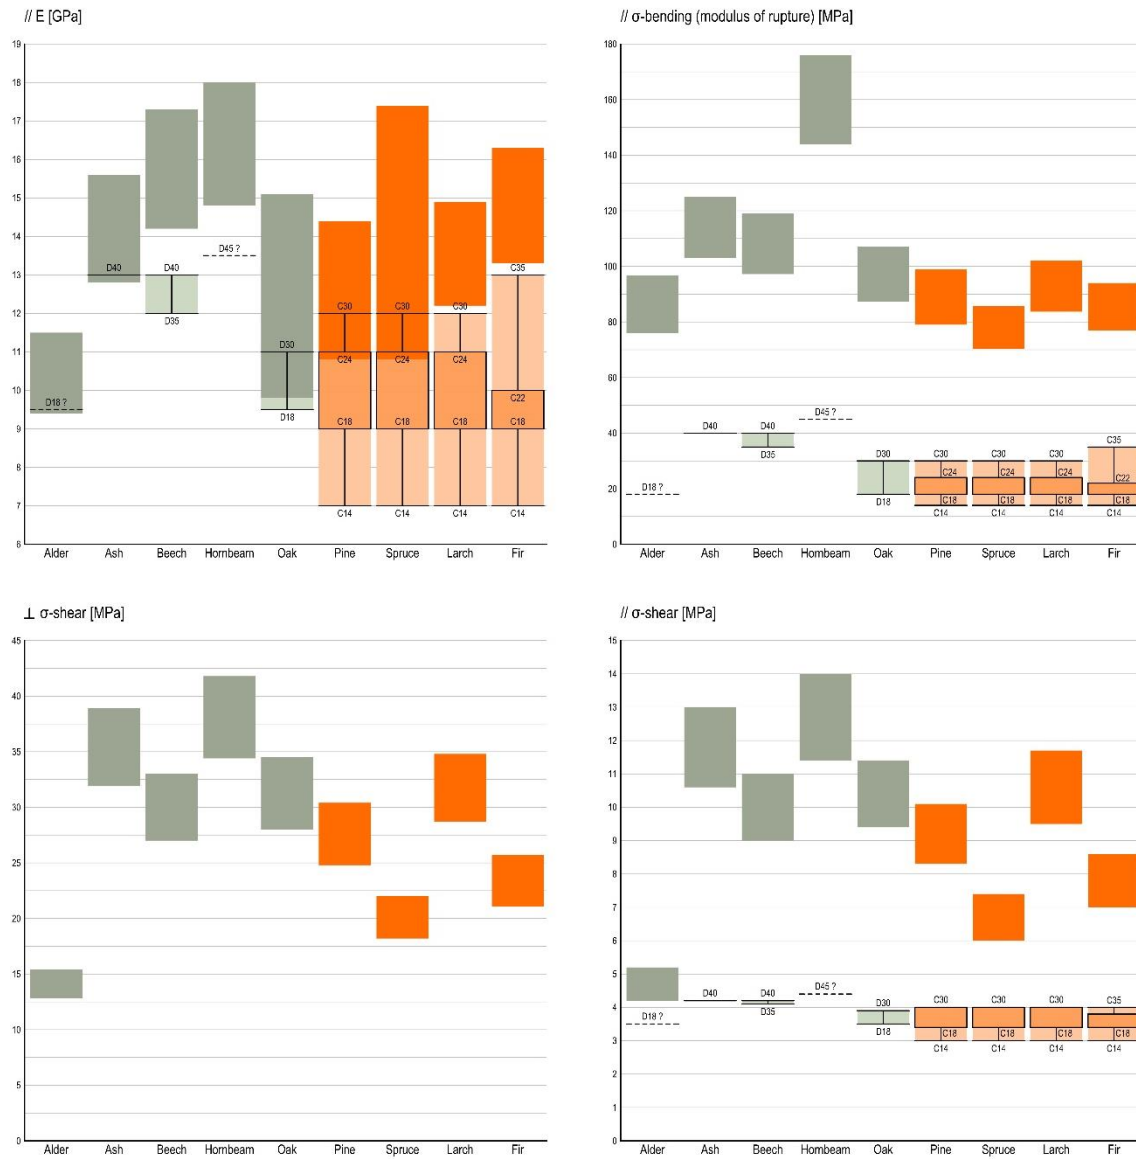 // E [GPa]
19
18
17
16
15
14
13
12
11
10
9
8
7
6
D18 ?
D40
D40
D35
D45 ?
D30
D18
C30
C24
C18
C14
C30
C24
C18
C14
C30
C24
C18
C14
C35
C22
C18
C14
Alder Ash Beech Hornbeam Oak Pine Spruce Larch Fir
// σ-bending (modulus of rupture) [MPa]
180
160
140
120
100
80
60
40
20
0
D18 ?
D40
D40
D35
D45 ?
D30
D18
C30
C24
C18
C14
C30
C24
C18
C14
C30
C24
C18
C14
C35
C22
C18
C14
Alder Ash Beech Hornbeam Oak Pine Spruce Larch Fir
⊥ σ-shear [MPa]
45
40
35
30
25
20
15
10
5
0
Alder Ash Beech Hornbeam Oak Pine Spruce Larch Fir
// σ-shear [MPa]
15
14
13
12
11
10
9
8
7
6
5
4
3
2
1
0
D18 ?
D40
D40
D35
D45 ?
D30
D18
C30
C18
C14
C30
C18
C14
C30
C18
C14
C35
C18
C14
Alder Ash Beech Hornbeam Oak Pine Spruce Larch Fir